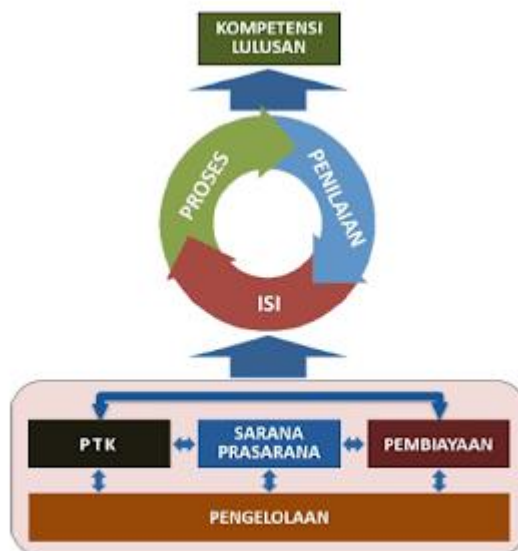 KOMPETENSI
LULUSAN
PROSES
PENILAIAN
ISI
PTK
SARANA
PRASARANA
PEMBIAYAAN
PENGELOLAAN